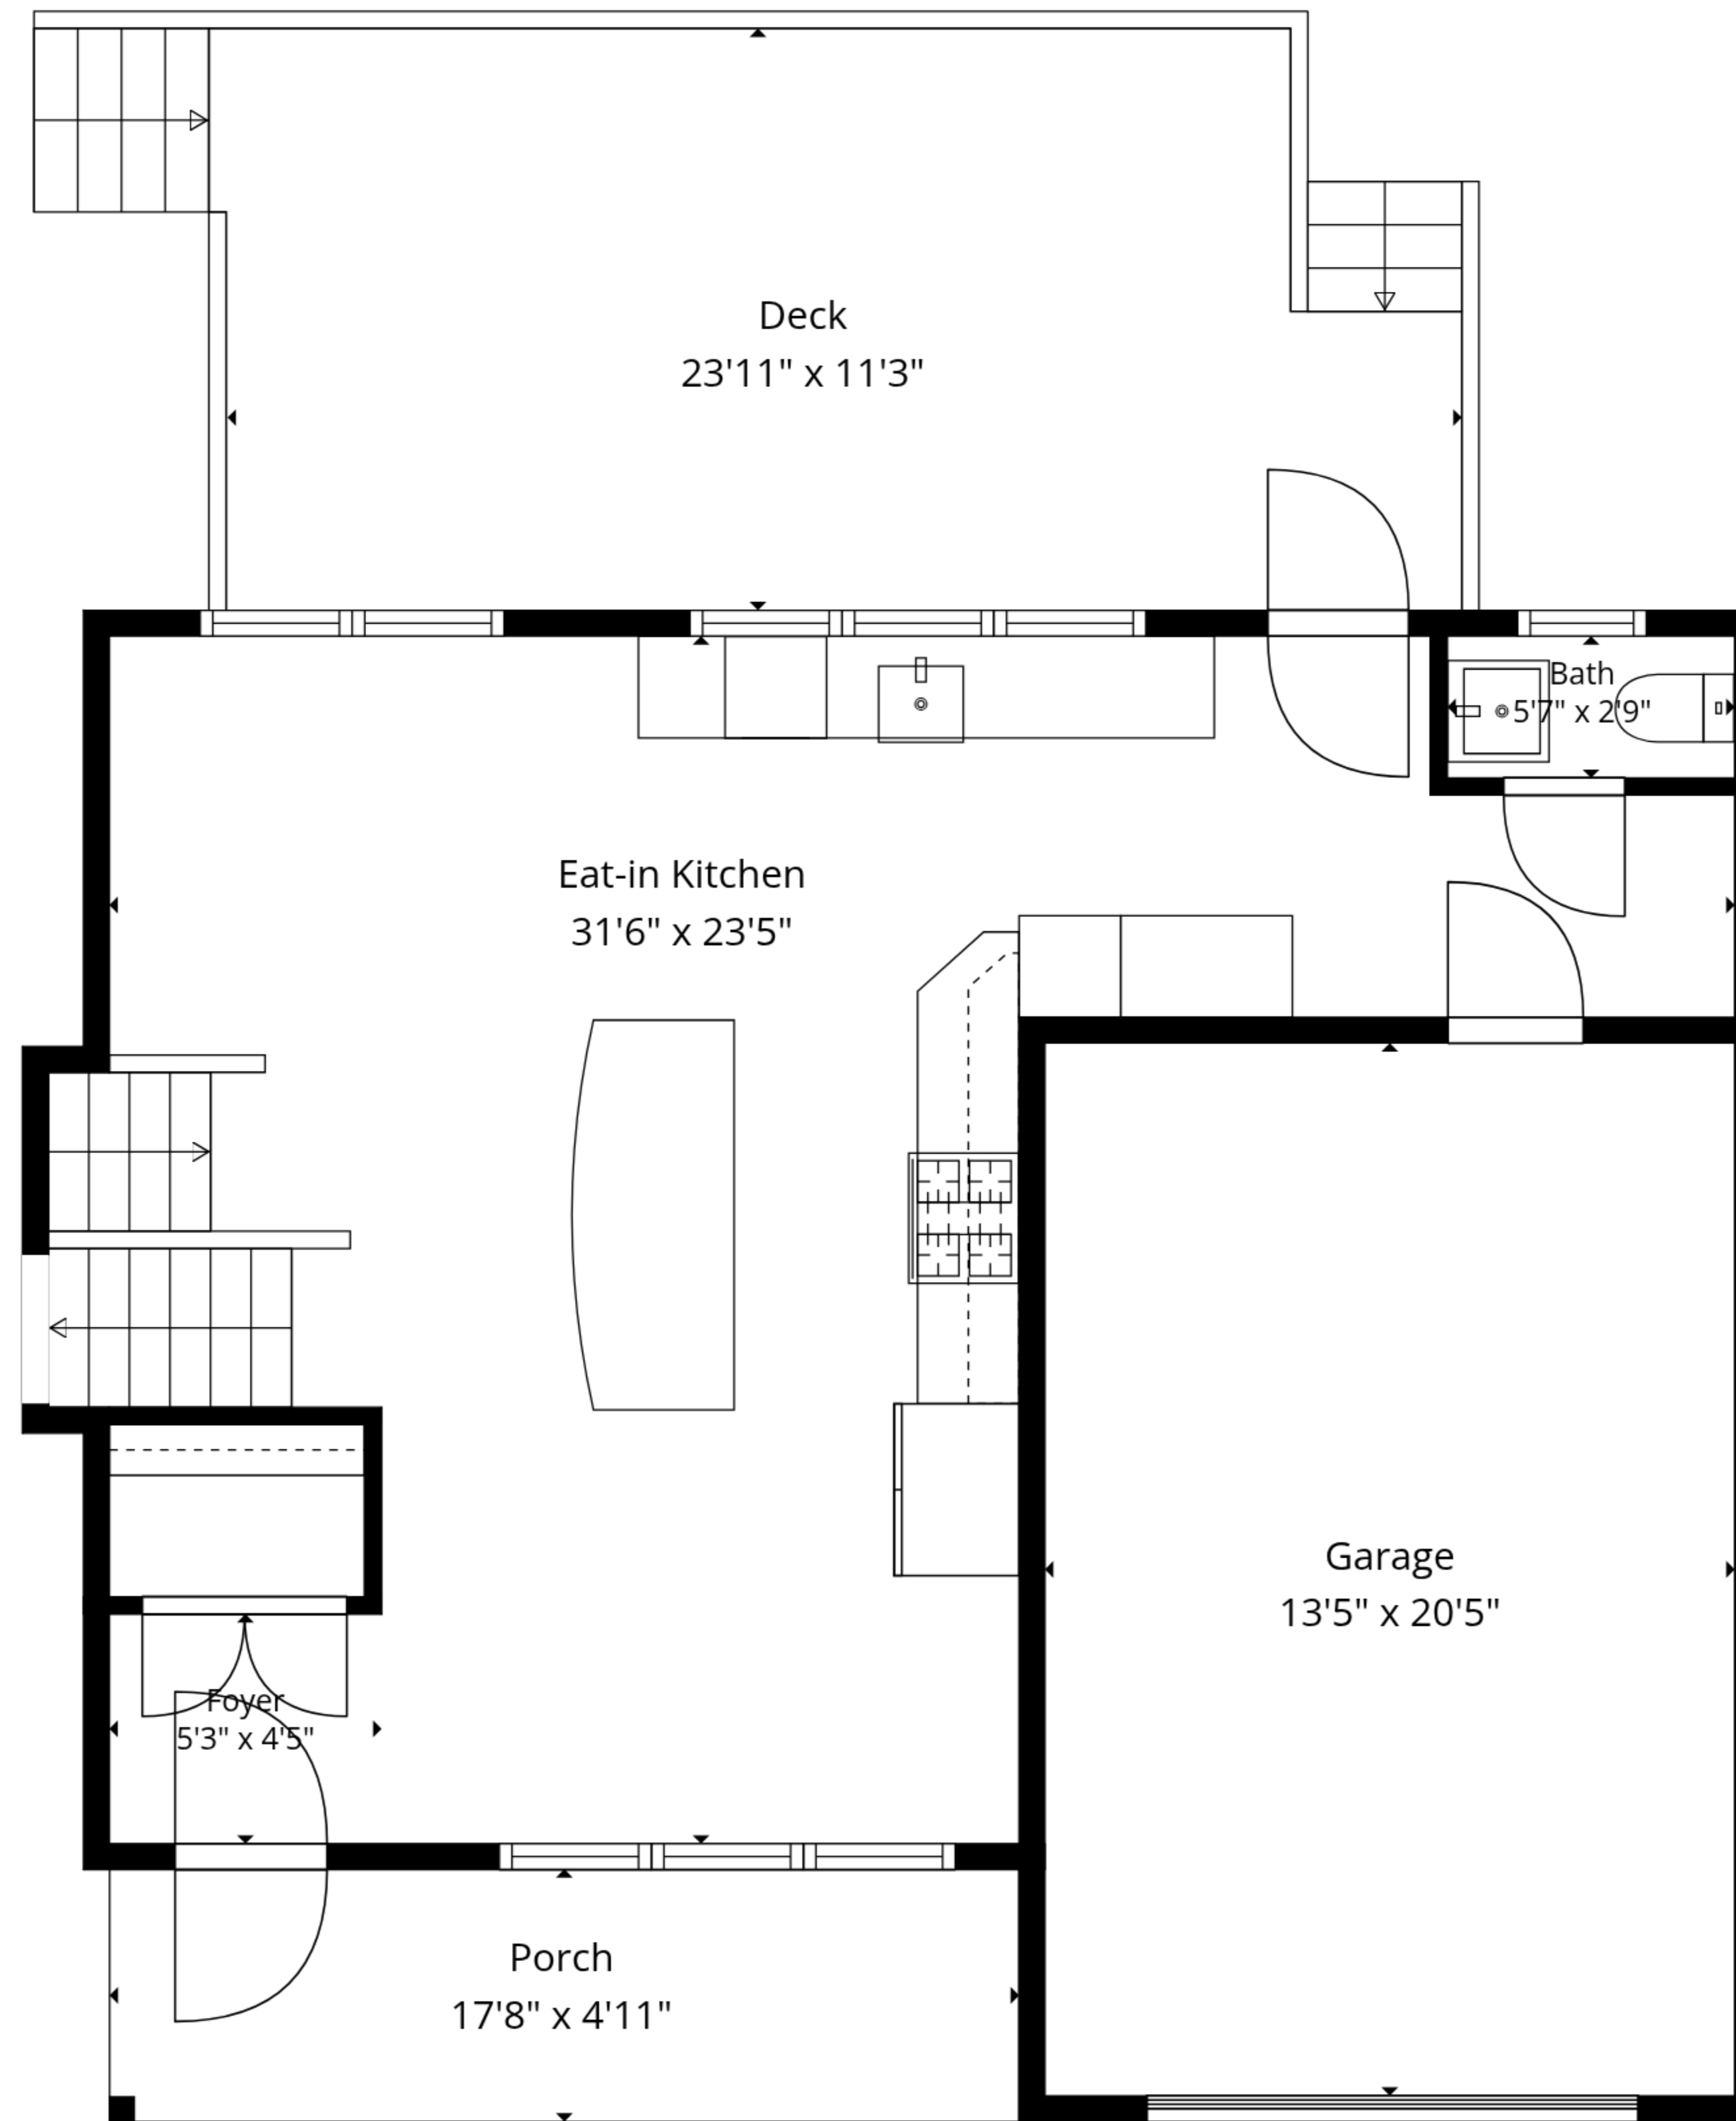 Deck
23'11" x 11'3"
Bath
5'7" x 2'9"
Eat-in Kitchen
31'6" x 23'5"
Garage
13'5" x 20'5"
Foyer
5'3" x 4'5"
Porch
17'8" x 4'11"